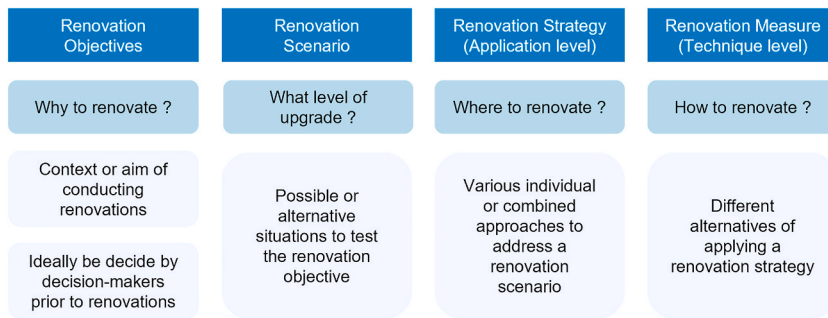 Renovation
Objectives
Renovation
Scenario
Renovation Strategy
(Application level)
Renovation Measure
(Technique level)
Why to renovate ?
What level of
upgrade ?
Where to renovate ?
How to renovate ?
Context or aim of
conducting
renovations
Ideally be decide by
decision-makers
prior to renovations
Possible or
alternative
situations to test
the renovation
objective
Various individual
or combined
approaches to
address a
renovation
scenario
Different
alternatives of
applying a
renovation strategy